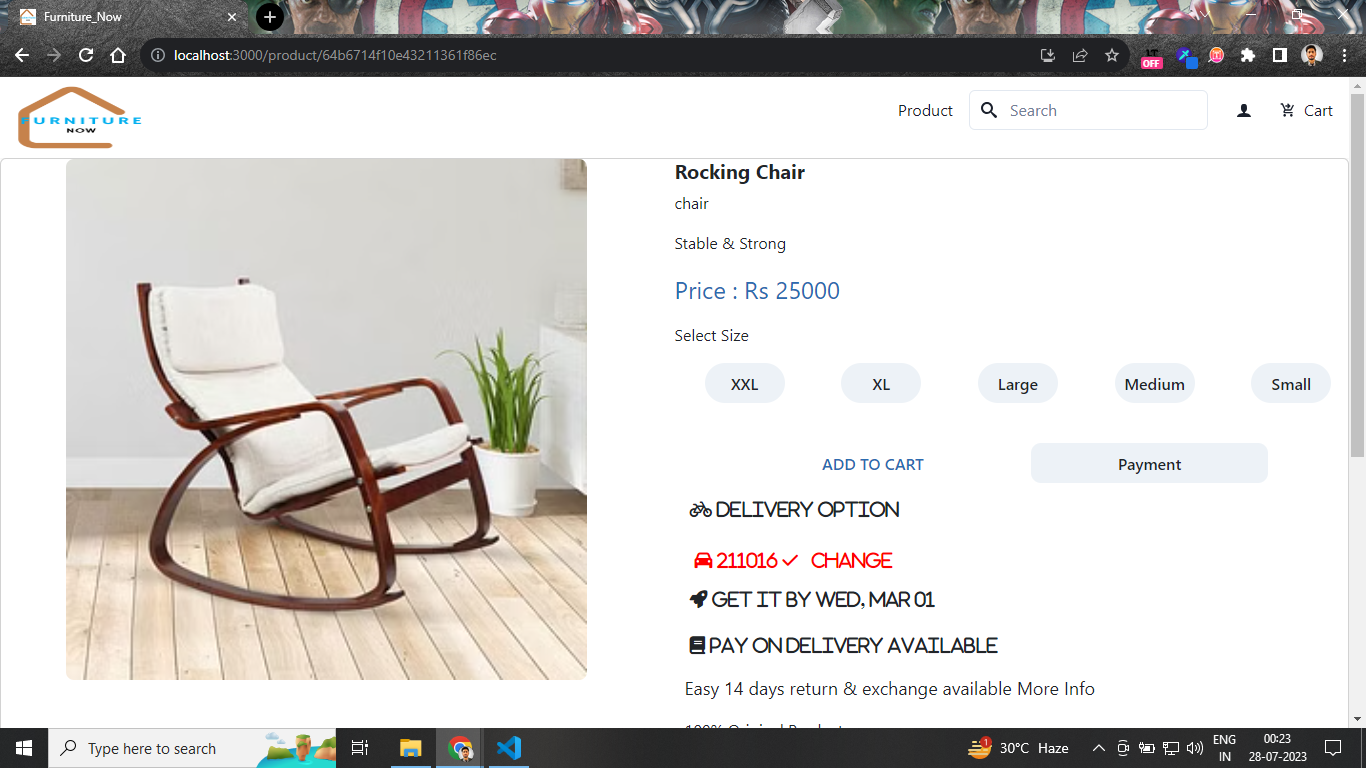 Furniture_Now
localhost:3000/product/64b6714f10e43211361f86ec
OFF
FURNITURE
NOW
Product
Search
Cart
Rocking Chair
chair
Stable & Strong
Price : Rs 25000
Select Size
XXL XL Large Medium Small
ADD TO CART Payment
DELIVERY OPTION
211016 CHANGE
GET IT BY WED, MAR 01
PAY ON DELIVERY AVAILABLE
Easy 14 days return & exchange available More Info
Type here to search
1
30°C Haze
ENG
IN
00:23
28-07-2023